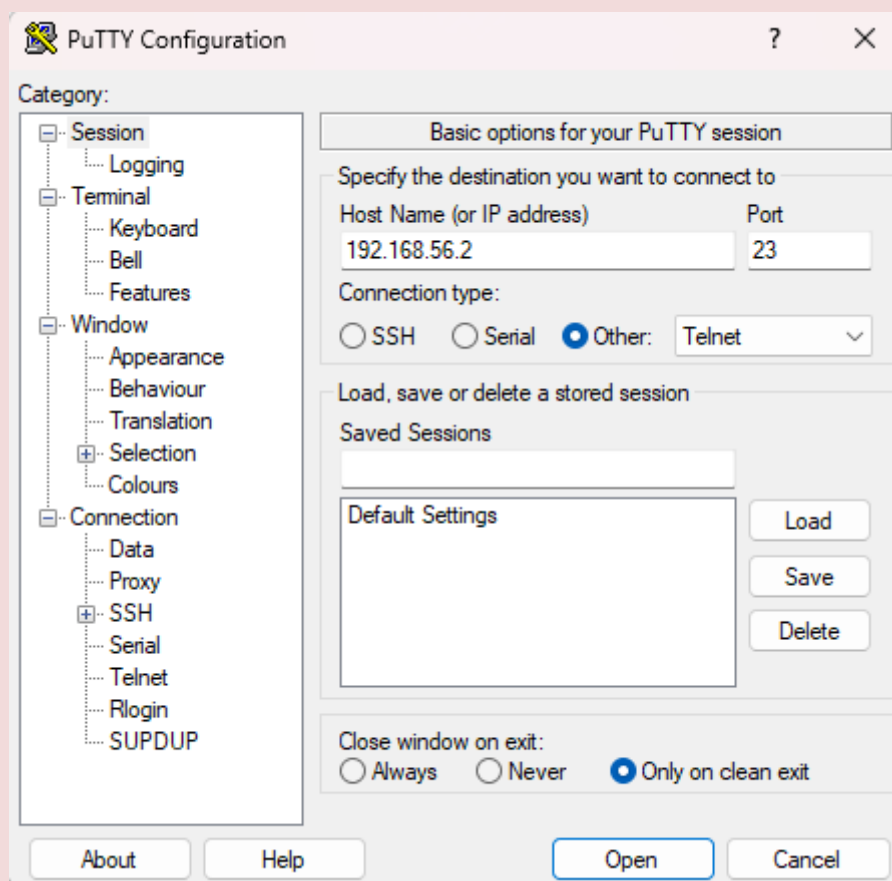 PuTTY Configuration
?
Category:
Session
Logging
Terminal
Keyboard
Bell
Features
Window
Appearance
Behaviour
Translation
Selection
Colours
Connection
Data
Proxy
SSH
Serial
Telnet
Rlogin
SUPDUP
Basic options for your PuTTY session
Specify the destination you want to connect to
Host Name (or IP address) Port
192.168.56.2 23
Connection type:
SSH Serial Other: Telnet
Load, save or delete a stored session
Saved Sessions
Default Settings
Load
Save
Delete
Close window on exit:
Always Never Only on clean exit
About Help Open Cancel